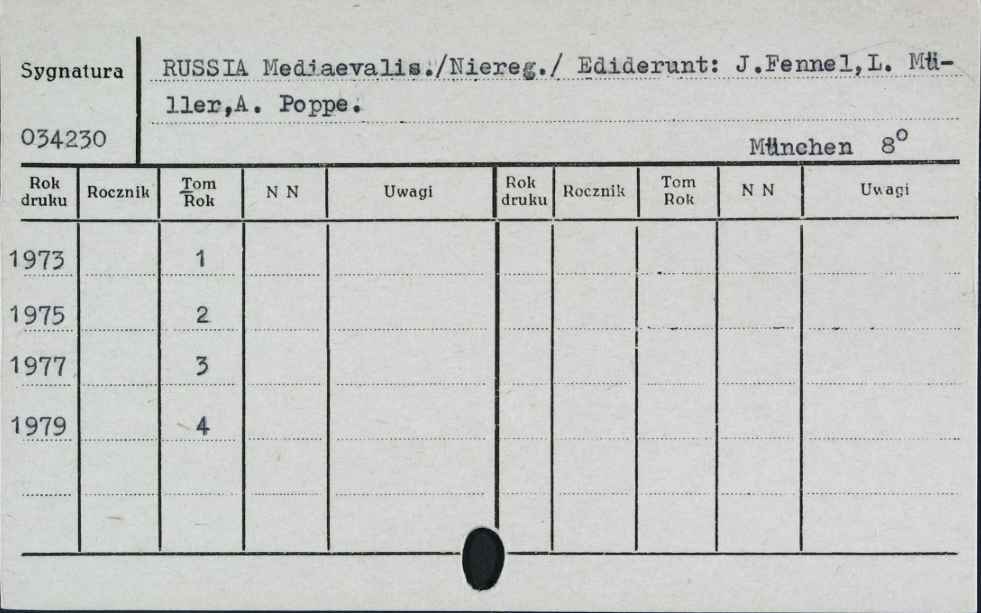 Sygnatura
034230
RUSSIA Mediaevalis./Niereg./ Ediderunt: J.Fennel,L. Mü-
ller,A. Poppe.
München 8⁰
Rok druku Rocznik Tom Rok N N Uwagi Rok druku Rocznik Tom Rok N N Uwagi
1973 1
1975 2
1977 3
1979 4